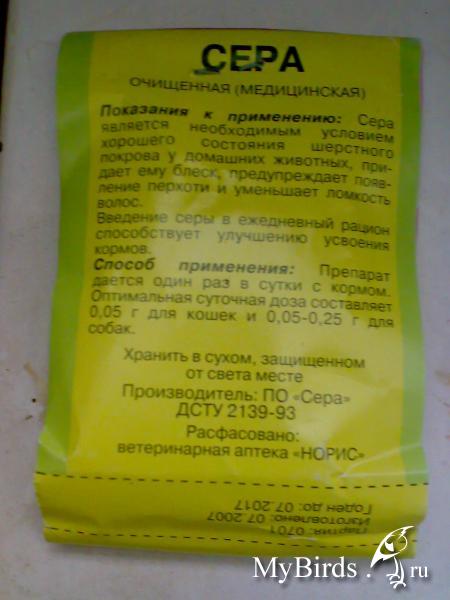 СЕРА
ОЧИЩЕННАЯ (МЕДИЦИНСКАЯ)
Показания к применению: Сера
является необходимым условием
хорошего состояния шерстного
покрова у домашних животных, при-
дает ему блеск, предупреждает появ-
ление перхоти и уменьшает ломкость
волос.
Введение серы в ежедневный рацион
способствует улучшению усвоения
кормов.
Способ применения: Препарат
дается один раз в сутки с кормом.
Оптимальная суточная доза составляет
0,05 г для кошек и 0,05-0,25 г для
собак.
Хранить в сухом, защищенном
от света месте
Производитель: ПО «Сера»
ДСТУ 2139-93
Расфасовано:
ветеринарная аптека «НОРИС»
Партия: 0701
Изготовлено: 07.2007
Годен до: 07.2017
MyBirds.ru